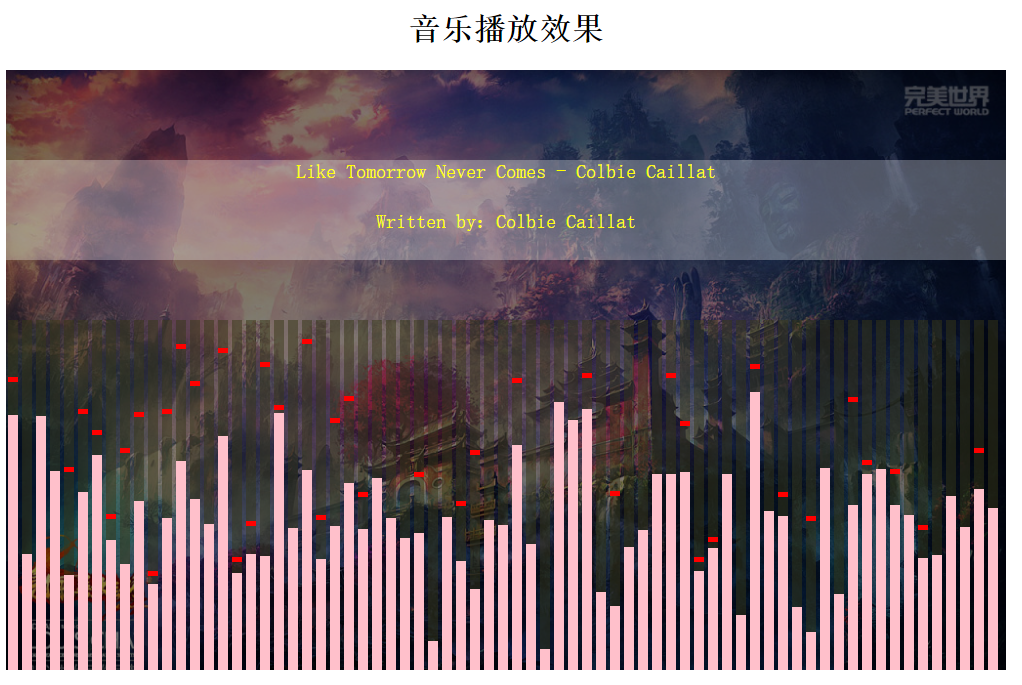 音乐播放效果
完美世界
PERFECT WORLD
Like Tomorrow Never Comes - Colbie Caillat
Written by：Colbie Caillat